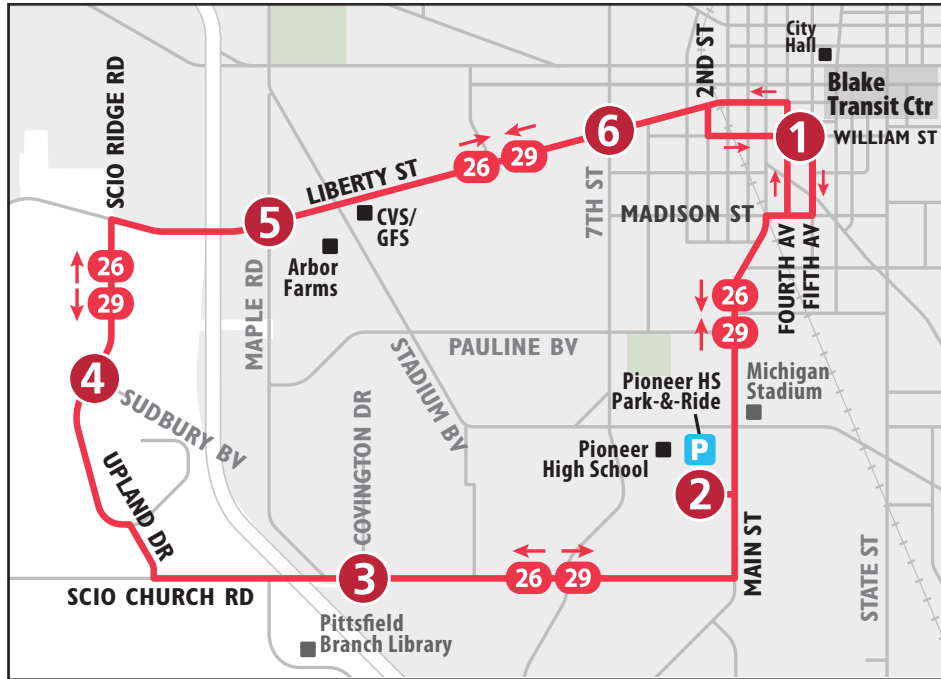 City
Hall
2ND ST
Blake
Transit Ctr
SCIO RIDGE RD
6
1
WILLIAM ST
29
26
LIBERTY ST
7TH ST
MADISON ST
5
CVS/
GFS
Arbor
Farms
FOURTH AV
FIFTH AV
26
29
26
29
MAPLE RD
PAULINE BV
STADIUM BV
4
SUDBURY BV
COVINGTON DR
Pioneer HS
Park-&-Ride
Michigan
Stadium
P
Pioneer
High School
2
UPLAND DR
MAIN ST
STATE ST
3
26
29
SCIO CHURCH RD
Pittsfield
Branch Library